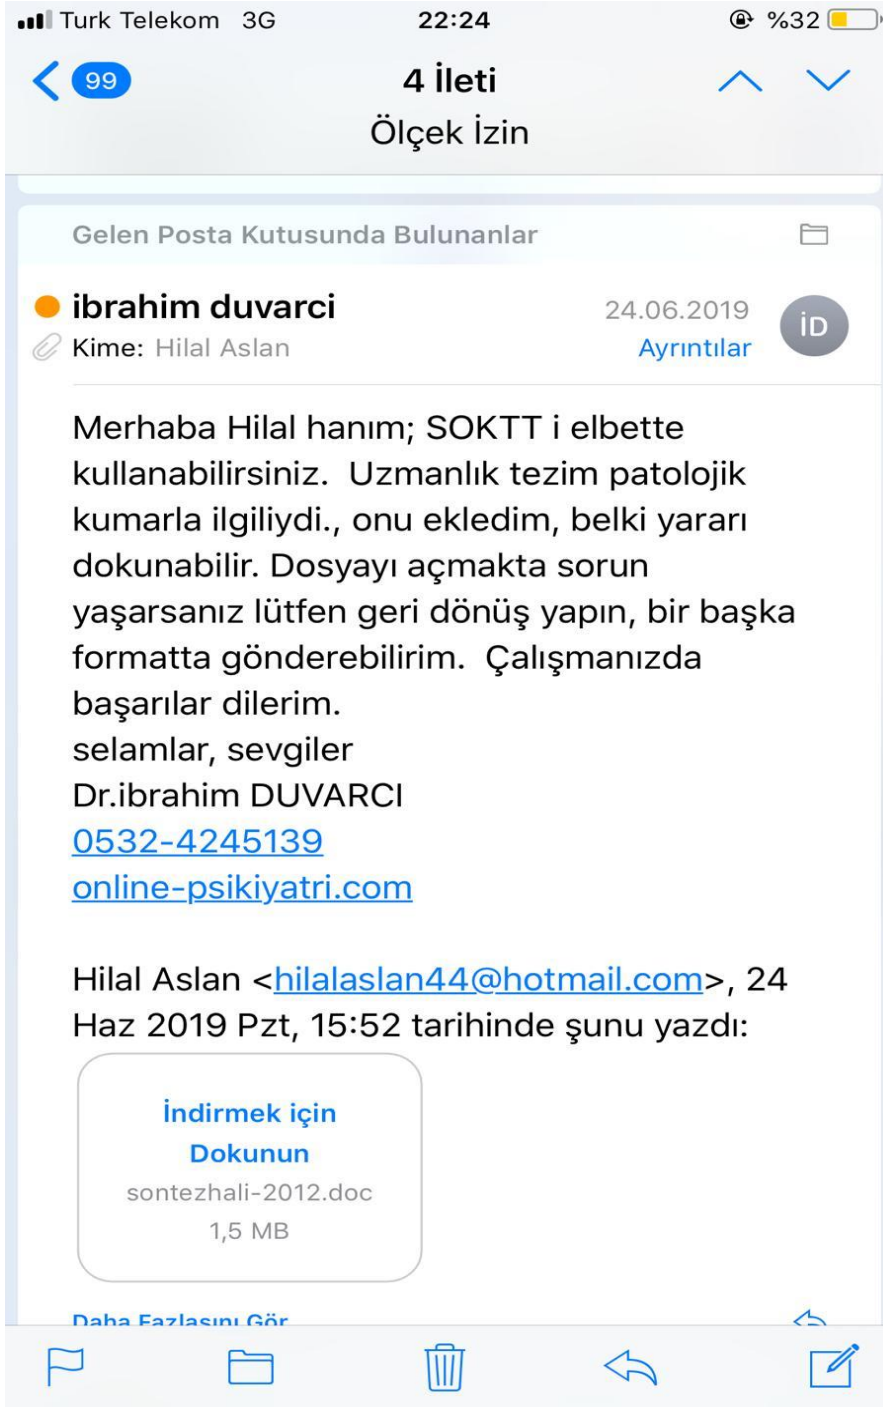 Turk Telekom 3G 22:24 %32
99 4 İleti
Ölçek İzin
Gelen Posta Kutusunda Bulunanlar
ibrahim duvarci 24.06.2019 İD
Kime: Hilal Aslan Ayrıntılar
Merhaba Hilal hanım; SOKTT i elbette
kullanabilirsiniz. Uzmanlık tezim patolojik
kumarla ilgiliydi., onu ekledim, belki yararı
dokunabilir. Dosyayı açmakta sorun
yaşarsanız lütfen geri dönüş yapın, bir başka
formatta gönderebilirim. Çalışmanızda
başarılar dilerim.
selamlar, sevgiler
Dr.ibrahim DUVARCI
0532-4245139
online-psikiyatri.com
Hilal Aslan <hilalaslan44@hotmail.com>, 24
Haz 2019 Pzt, 15:52 tarihinde şunu yazdı:
İndirmek için
Dokunun
sontezhali-2012.doc
1,5 MB
Daha Fazlasını Gör